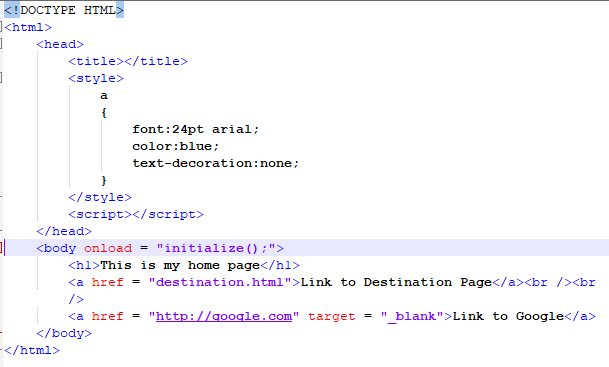 <!DOCTYPE HTML>
<html>
<head>
<title></title>
<style>
a
{
font:24pt arial;
color:blue;
text-decoration:none;
}
</style>
<script></script>
</head>
<body onload = "initialize();">
<h1>This is my home page</h1>
<a href = "destination.html">Link to Destination Page</a><br /><br
/>
<a href = "http://google.com" target = "_blank">Link to Google</a>
</body>
</html>